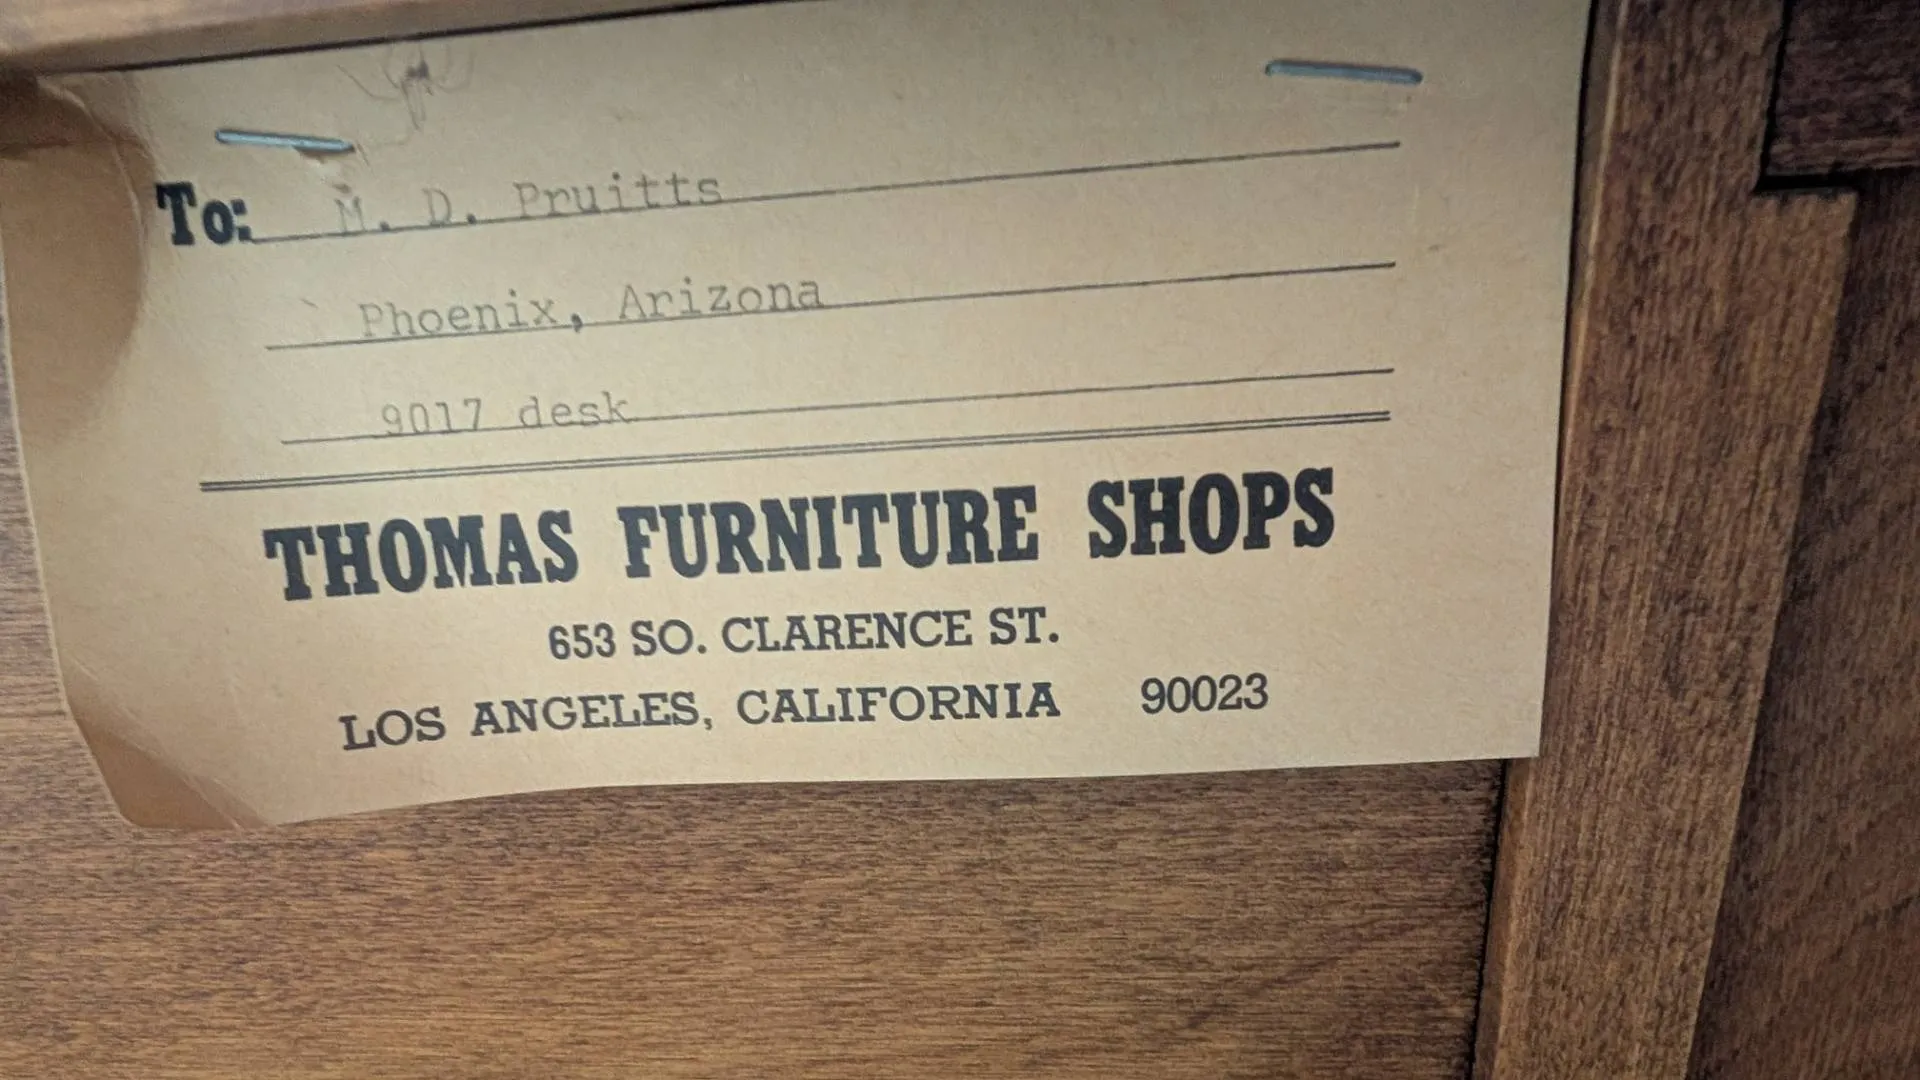 To: M. D. Pruitts
Phoenix, Arizona
9017 desk
THOMAS FURNITURE SHOPS
653 SO. CLARENCE ST.
LOS ANGELES, CALIFORNIA 90023